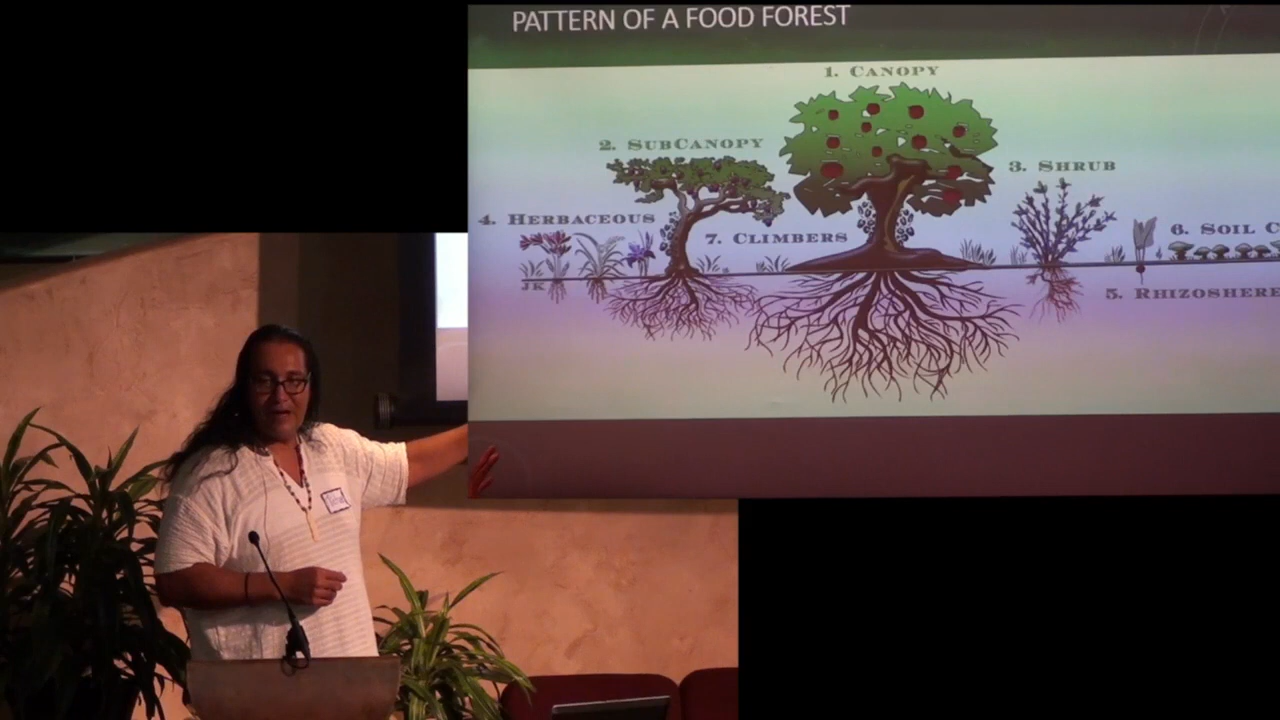 PATTERN OF A FOOD FOREST
1. CANOPY
2. SUBCANOPY
3. SHRUB
4. HERBACEOUS
7. CLIMBERS
6. SOIL C
JK
5. RHIZOSHERE